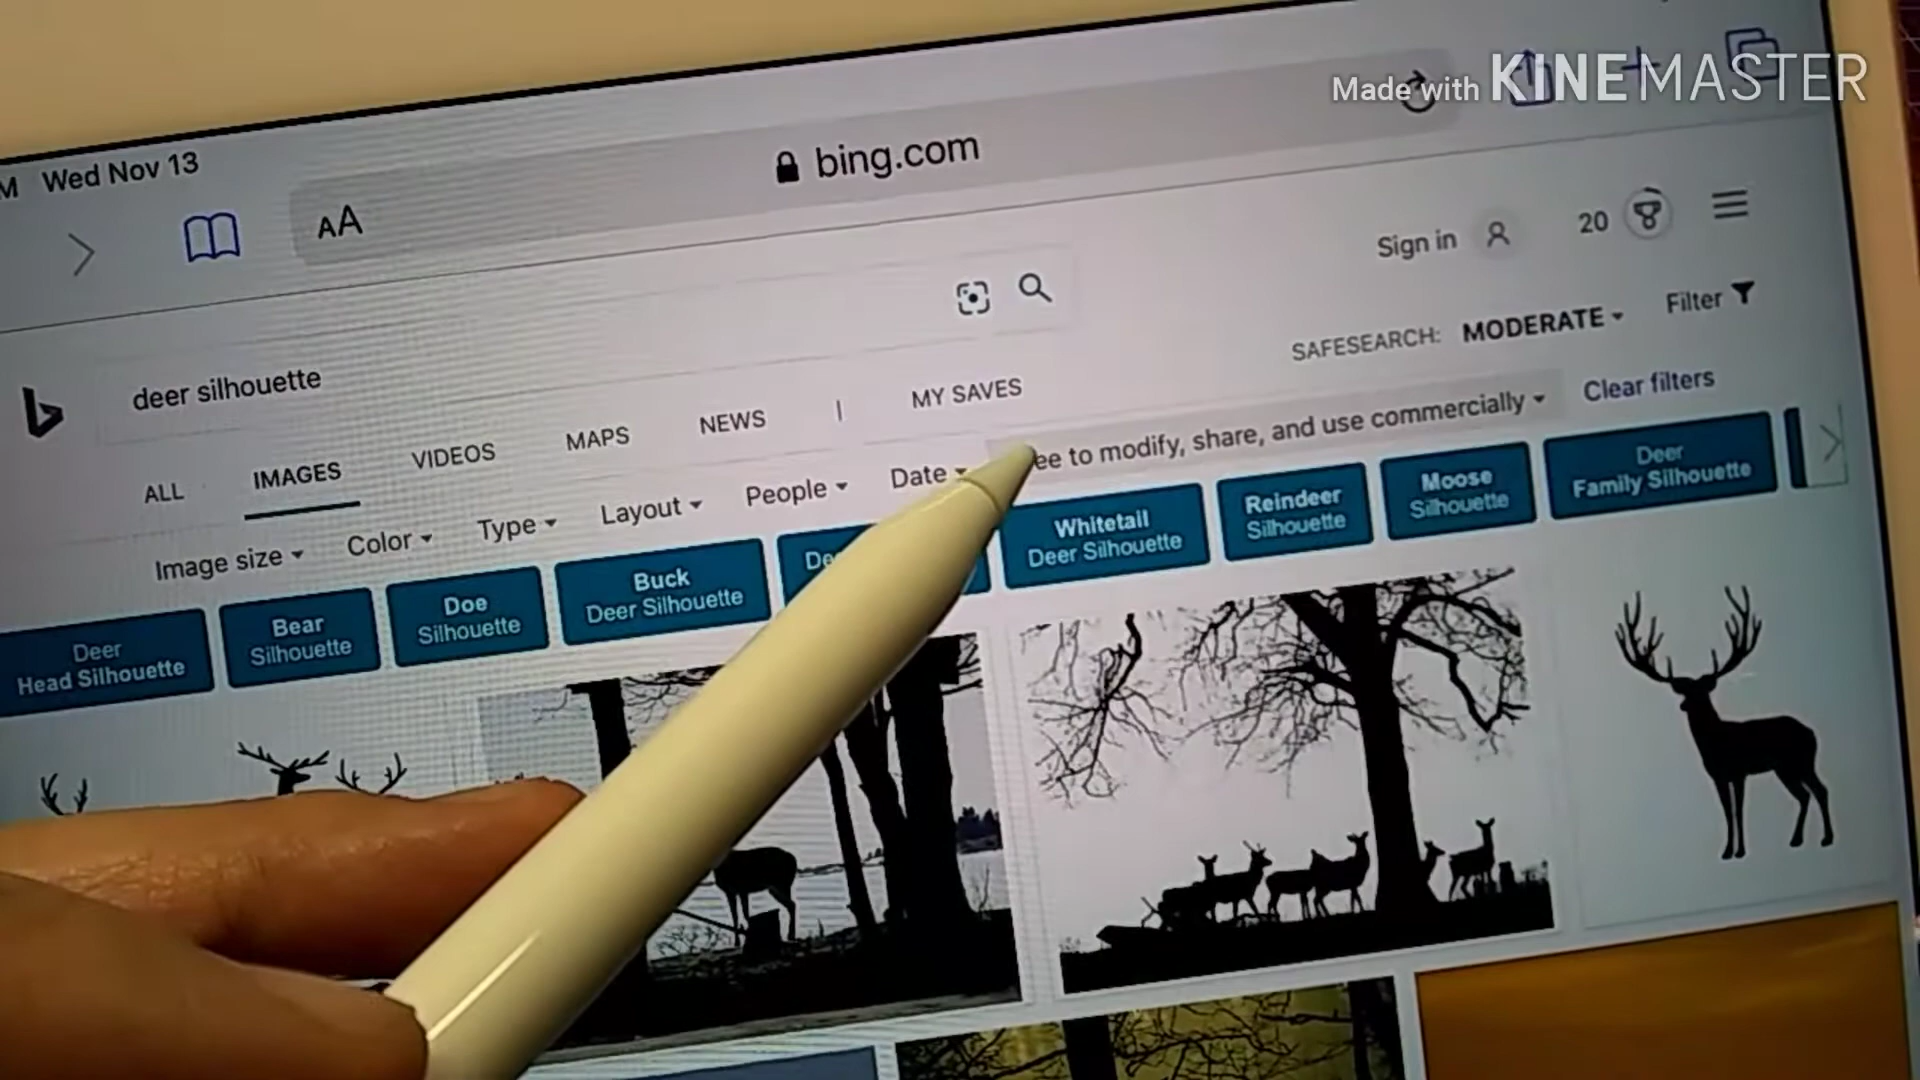 Made with KINEMASTER
Wed Nov 13
AA
bing.com
Sign in
20
deer silhouette
SAFESEARCH: MODERATE
Filter
ALL
IMAGES
VIDEOS
MAPS
NEWS
|
MY SAVES
Image size
Color
Type
Layout
People
Date
ee to modify, share, and use commercially
Clear filters
Deer
Head Silhouette
Bear
Silhouette
Doe
Silhouette
Buck
Deer Silhouette
Whitetail
Deer Silhouette
Reindeer
Silhouette
Moose
Silhouette
Deer
Family Silhouette